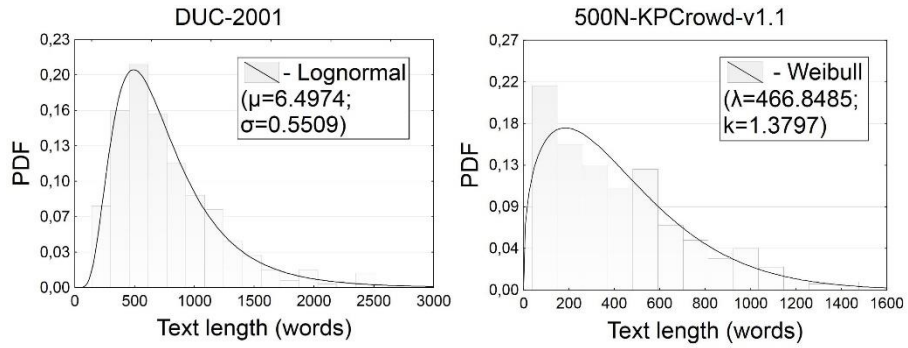 DUC-2001
0,23
0,20
0,16
0,13
0,10
0,07
0,03
0,00
PDF
- Lognormal
(μ=6.4974;
σ=0.5509)
0 500 1000 1500 2000 2500 3000
Text length (words)
500N-KPCrowd-v1.1
0,27
0,22
0,18
0,13
0,09
0,04
0,00
PDF
- Weibull
(λ=466.8485;
k=1.3797)
0 200 400 600 800 1000 1200 1400 1600
Text length (words)